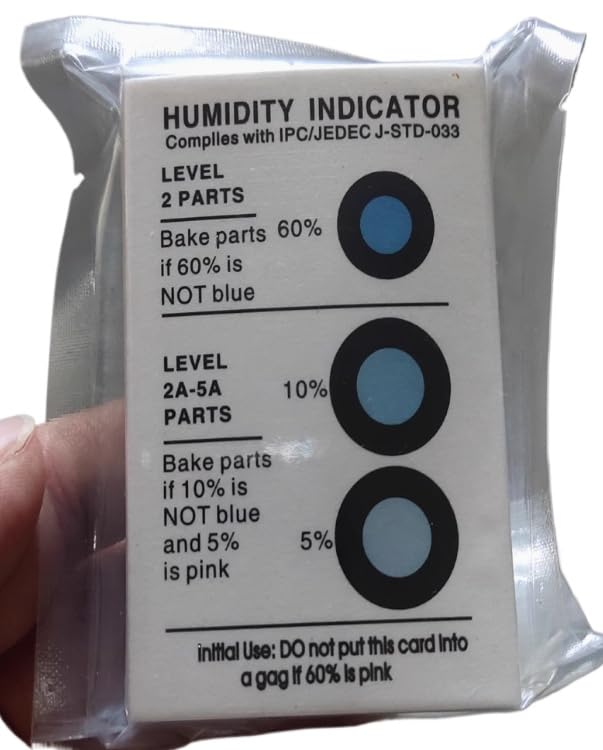 HUMIDITY INDICATOR
Complies with IPC/JEDEC J-STD-033
LEVEL
2 PARTS
Bake parts 60%
if 60% is
NOT blue
LEVEL
2A-5A 10%
PARTS
Bake parts
if 10% is
NOT blue
and 5% 5%
is pink
initial Use: DO not put this card into
a gag if 60% is pink